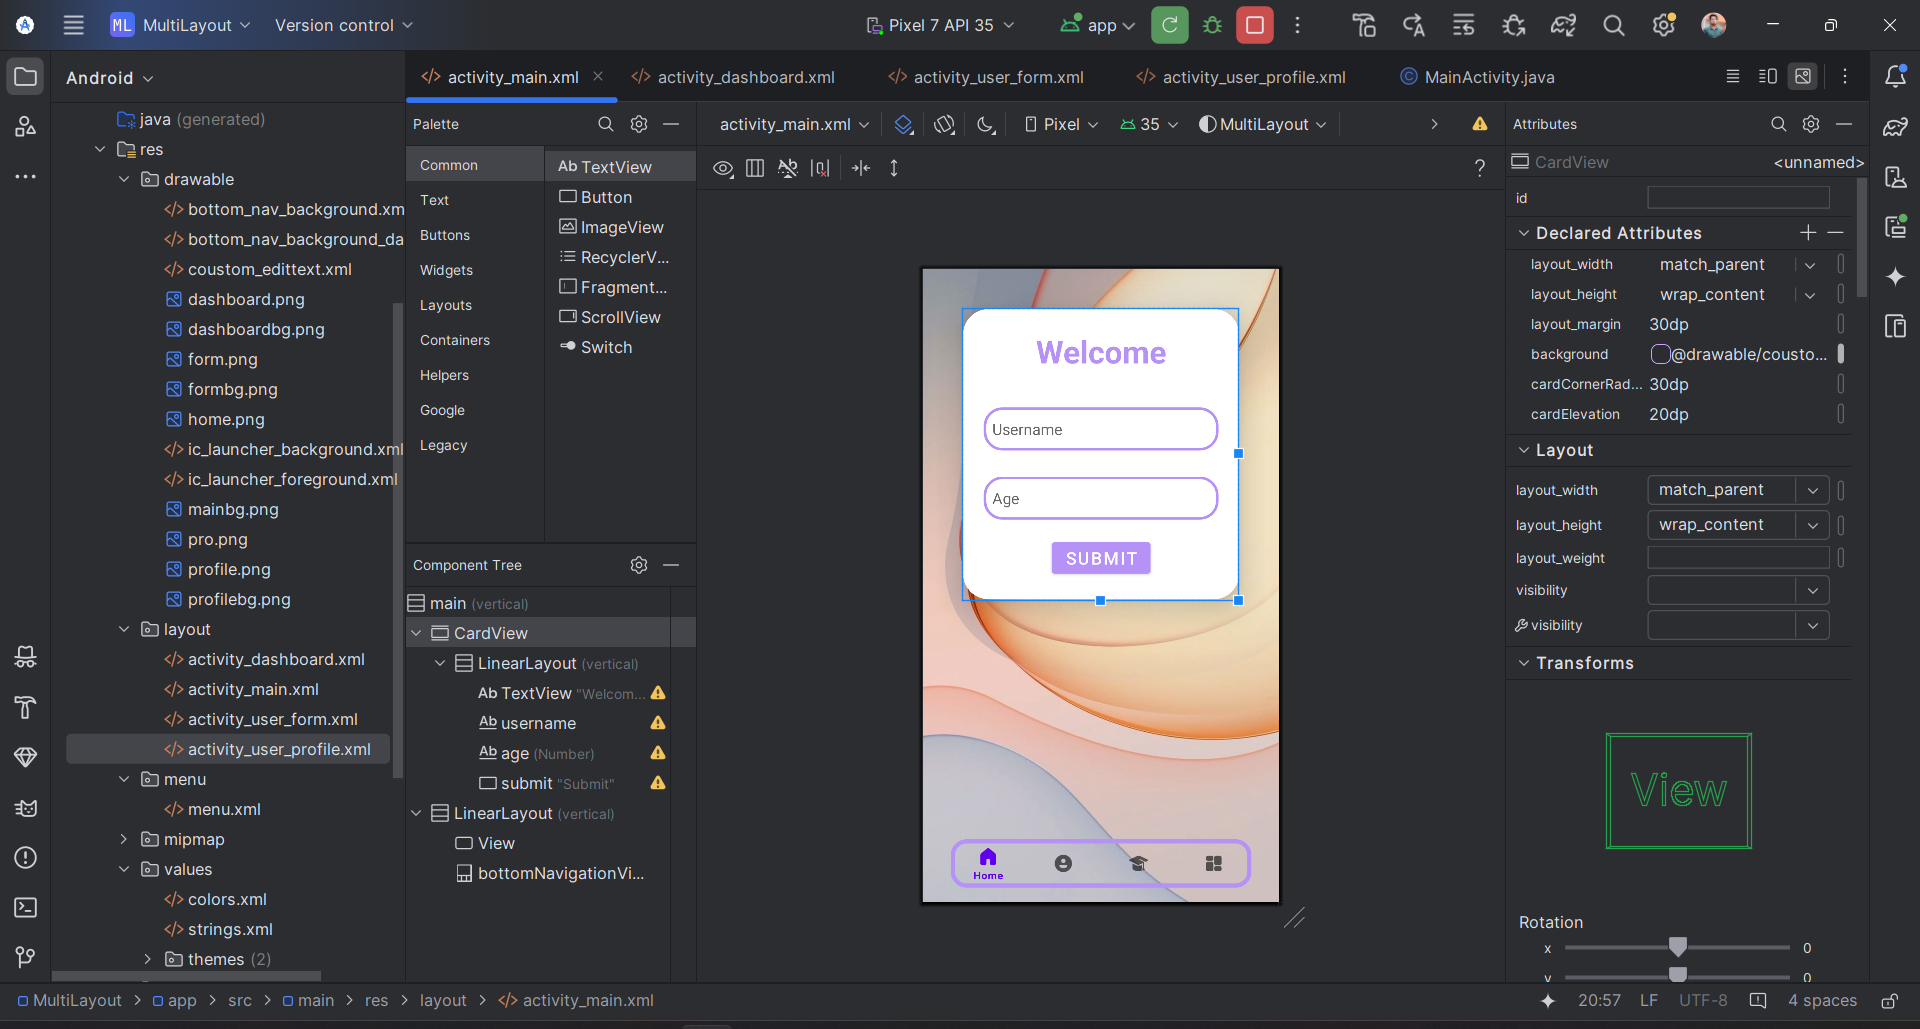 ML MultiLayout Version control Pixel 7 API 35 app
Android
activity_main.xml activity_dashboard.xml activity_user_form.xml activity_user_profile.xml MainActivity.java
java (generated)
res
drawable
bottom_nav_background.xm
bottom_nav_background_da
coustom_edittext.xml
dashboard.png
dashboardbg.png
form.png
formbg.png
home.png
ic_launcher_background.xml
ic_launcher_foreground.xml
mainbg.png
pro.png
profile.png
profilebg.png
layout
activity_dashboard.xml
activity_main.xml
activity_user_form.xml
activity_user_profile.xml
menu
menu.xml
mipmap
values
colors.xml
strings.xml
themes (2)
Palette
Common
Text
Buttons
Widgets
Layouts
Containers
Helpers
Google
Legacy
Ab TextView
Button
ImageView
RecyclerV...
Fragment...
ScrollView
Switch
Component Tree
main (vertical)
CardView
LinearLayout (vertical)
Ab TextView "Welcom...
Ab username
Ab age (Number)
submit "Submit"
LinearLayout (vertical)
View
bottomNavigationVi...
activity_main.xml Pixel 35 MultiLayout
?
Welcome
Username
Age
SUBMIT
Home
Attributes
CardView <unnamed>
id
Declared Attributes
layout_width match_parent
layout_height wrap_content
layout_margin 30dp
background @drawable/cousto...
cardCornerRad... 30dp
cardElevation 20dp
Layout
layout_width match_parent
layout_height wrap_content
layout_weight
visibility
visibility
Transforms
View
Rotation
x 0
y 0
MultiLayout > app > src > main > res > layout > activity_main.xml
20:57 LF UTF-8 4 spaces